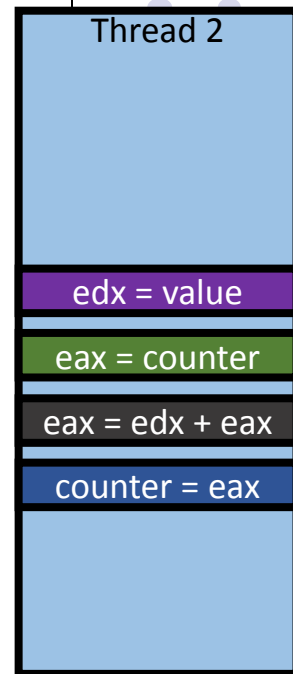 Thread 2
edx = value
eax = counter
eax = edx + eax
counter = eax